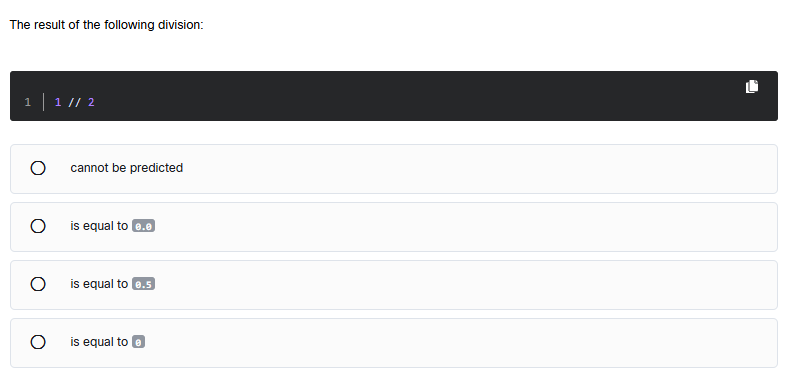 The result of the following division:
1 1 // 2
cannot be predicted
is equal to 0.0
is equal to 0.5
is equal to 0